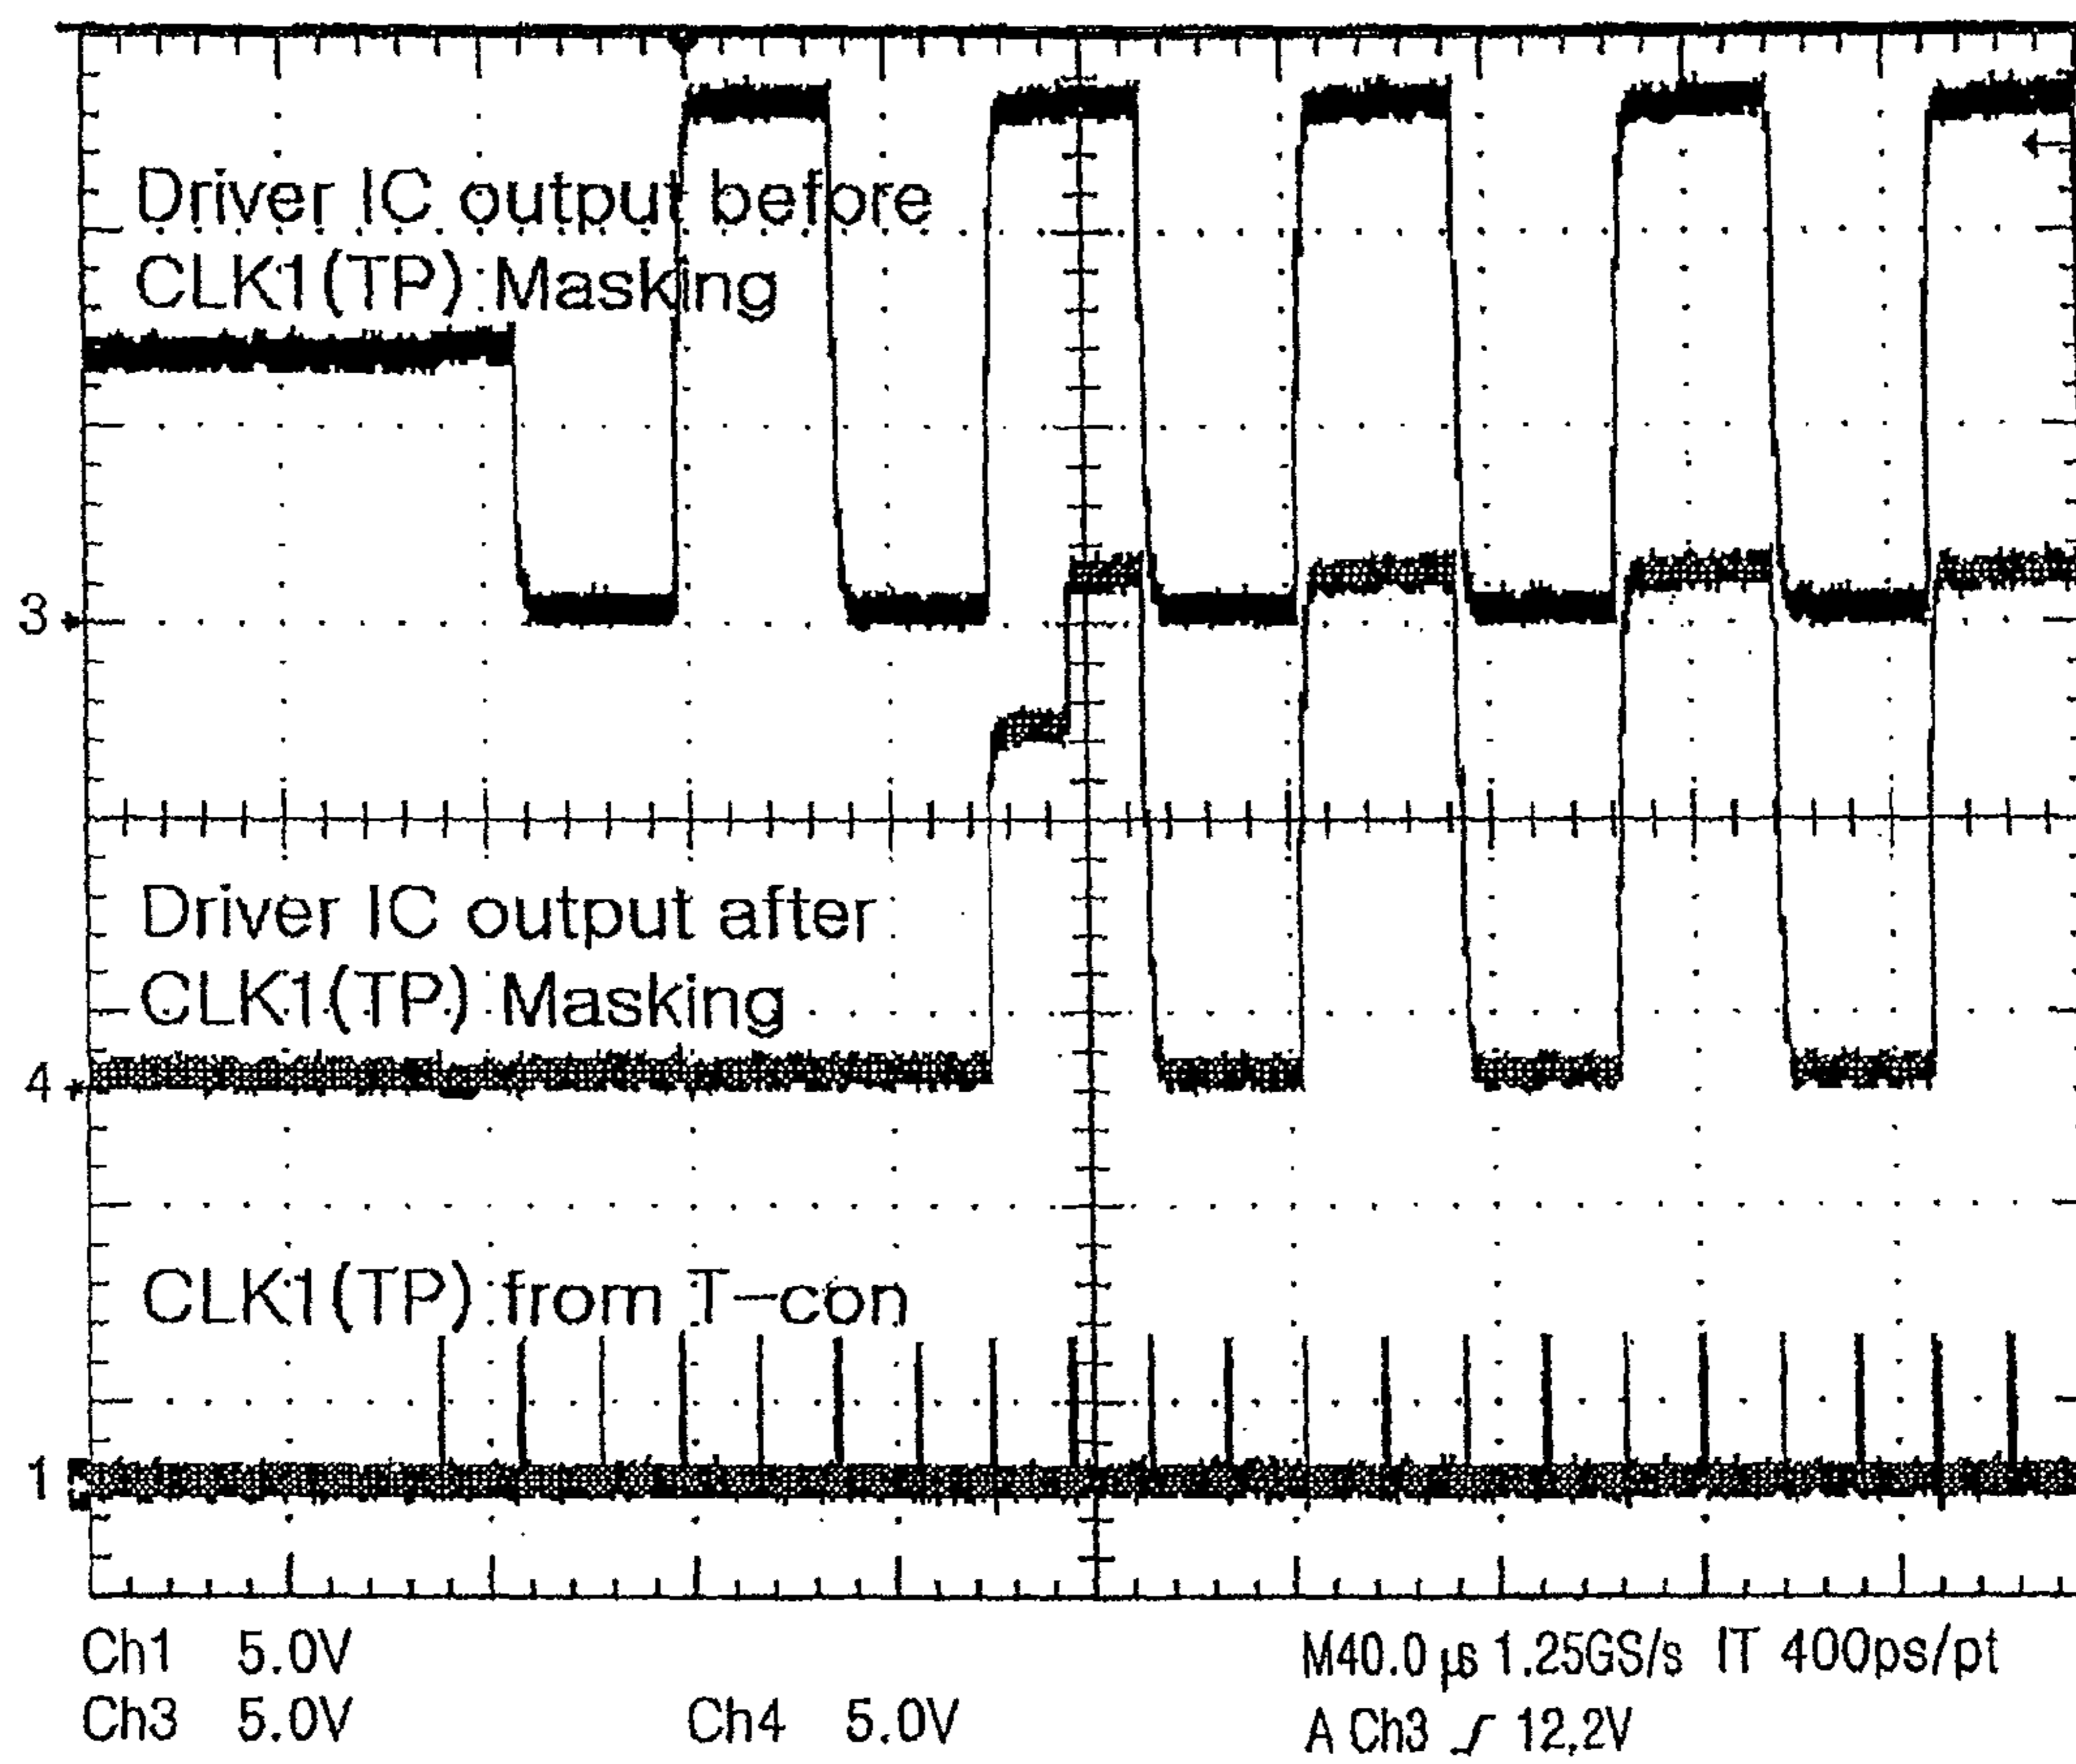 Driver IC output before
CLK1(TP) Masking
3
Driver IC output after
CLK1(TP) Masking
4
CLK1(TP) from T-con
1
Ch1 5.0V
M40.0 µs 1.25GS/s IT 400ps/pt
Ch3 5.0V
Ch4 5.0V
A Ch3 ∫ 12.2V